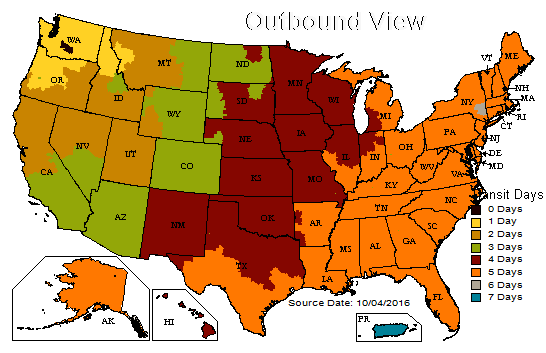 Outbound View
WA
MT
ND
MN
OR
ID
SD
WI
MI
WY
NE
IA
NV
UT
CO
CA
KS
MO
IL
IN
OH
PA
NY
VT
ME
NH
MA
RI
CT
NJ
DE
MD
WV
VA
KY
NC
TN
SC
AZ
NM
OK
AR
TX
LA
MS
AL
GA
FL
AK
HI
PR
nsit Days
0 Days
1 Day
2 Days
3 Days
4 Days
5 Days
6 Days
7 Days
Source Date: 10/04/2016